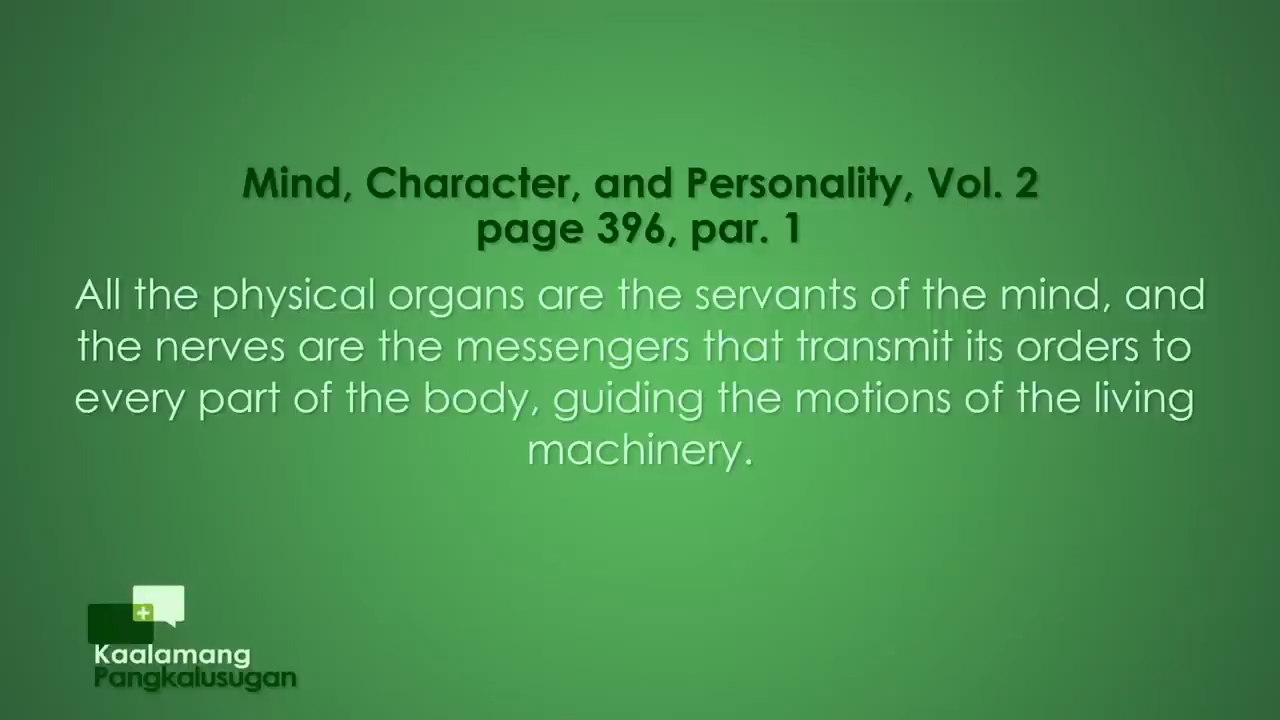 Mind, Character, and Personality, Vol. 2
page 396, par. 1
All the physical organs are the servants of the mind, and
the nerves are the messengers that transmit its orders to
every part of the body, guiding the motions of the living
machinery.
+
Kaalamang
Pangkalusugan